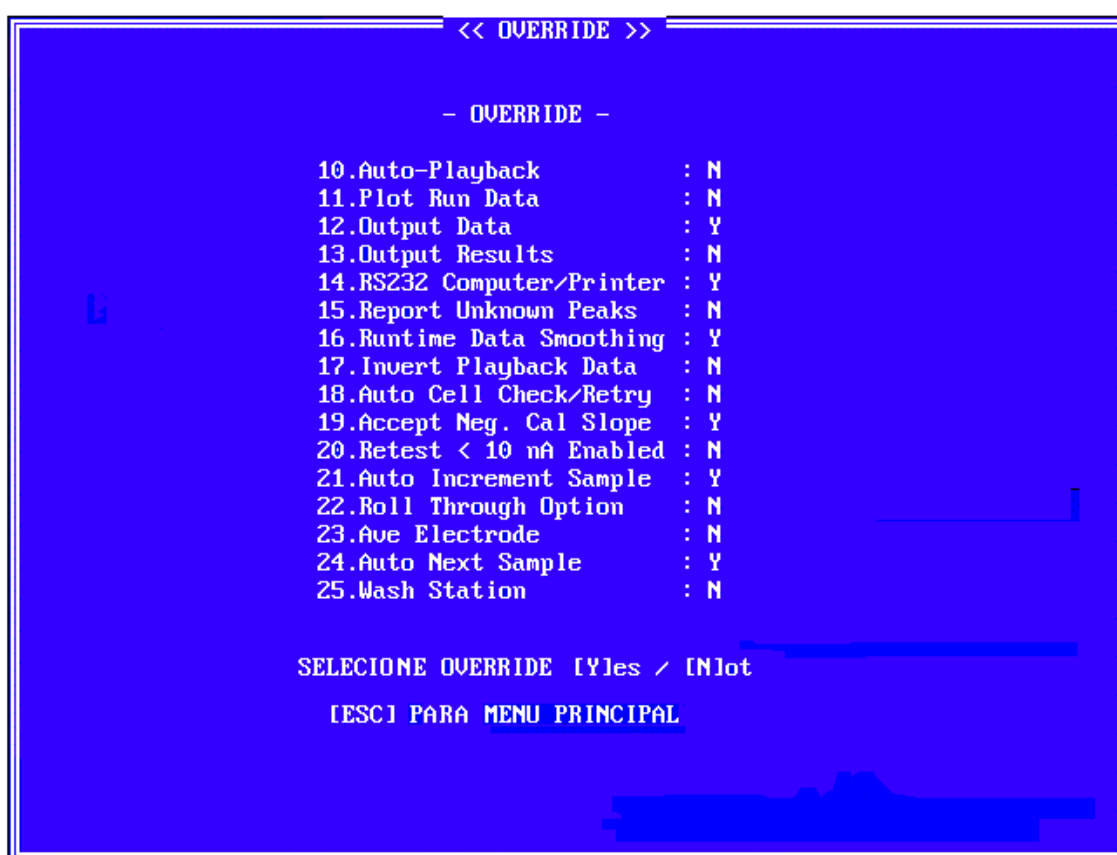 << OVERRIDE >>
- OVERRIDE -
10.Auto-Playback : N
11.Plot Run Data : N
12.Output Data : Y
13.Output Results : N
14.RS232 Computer/Printer : Y
15.Report Unknown Peaks : N
16.Runtime Data Smoothing : Y
17.Invert Playback Data : N
18.Auto Cell Check/Retry : N
19.Accept Neg. Cal Slope : Y
20.Retest < 10 nA Enabled : N
21.Auto Increment Sample : Y
22.Roll Through Option : N
23.Ave Electrode : N
24.Auto Next Sample : Y
25.Wash Station : N
SELECIONE OVERRIDE [Y]es / [N]ot
[ESC] PARA MENU PRINCIPAL